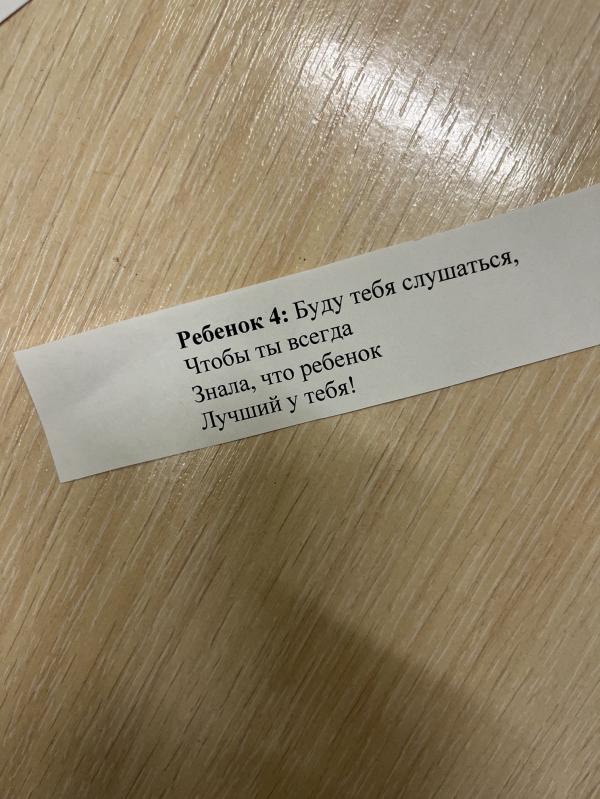 Ребенок 4: Буду тебя слушаться,
Чтобы ты всегда
Знала, что ребенок
Лучший у тебя!